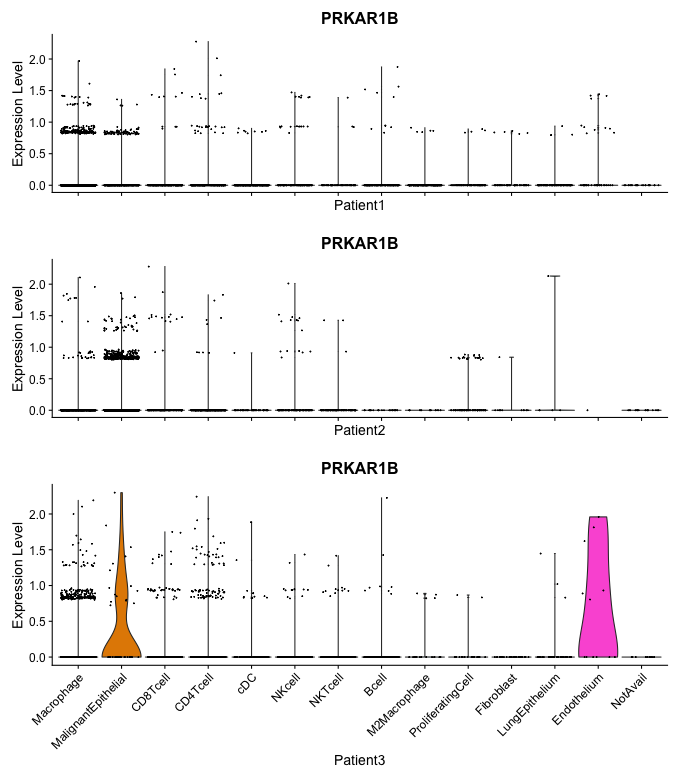 PRKAR1B
Expression Level
2.0
1.5
1.0
0.5
0.0
Patient1
PRKAR1B
Expression Level
2.0
1.5
1.0
0.5
0.0
Patient2
PRKAR1B
Expression Level
2.0
1.5
1.0
0.5
0.0
Macrophage
MalignantEpithelial
CD8Tcell
CD4Tcell
cDC
NKcell
NKTcell
Bcell
M2Macrophage
ProliferatingCell
Fibroblast
LungEpithelium
Endothelium
NotAvail
Patient3